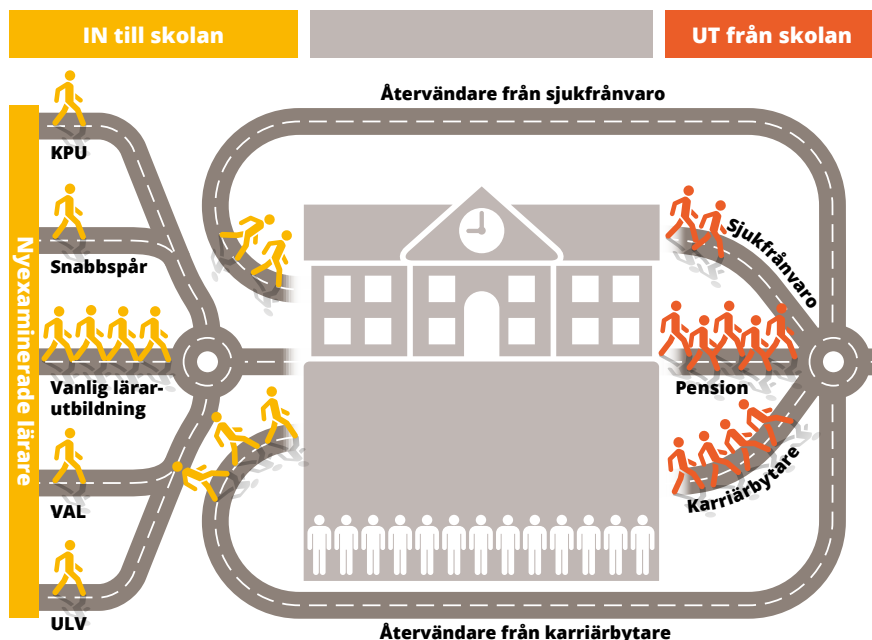 IN till skolan
UT från skolan
Återvändare från sjukfrånvaro
Nyexaminerade lärare
KPU
Snabbspår
Vanlig lärar-
utbildning
VAL
ULV
Sjukfrånvaro
Pension
Karriärbytare
Återvändare från karriärbytare